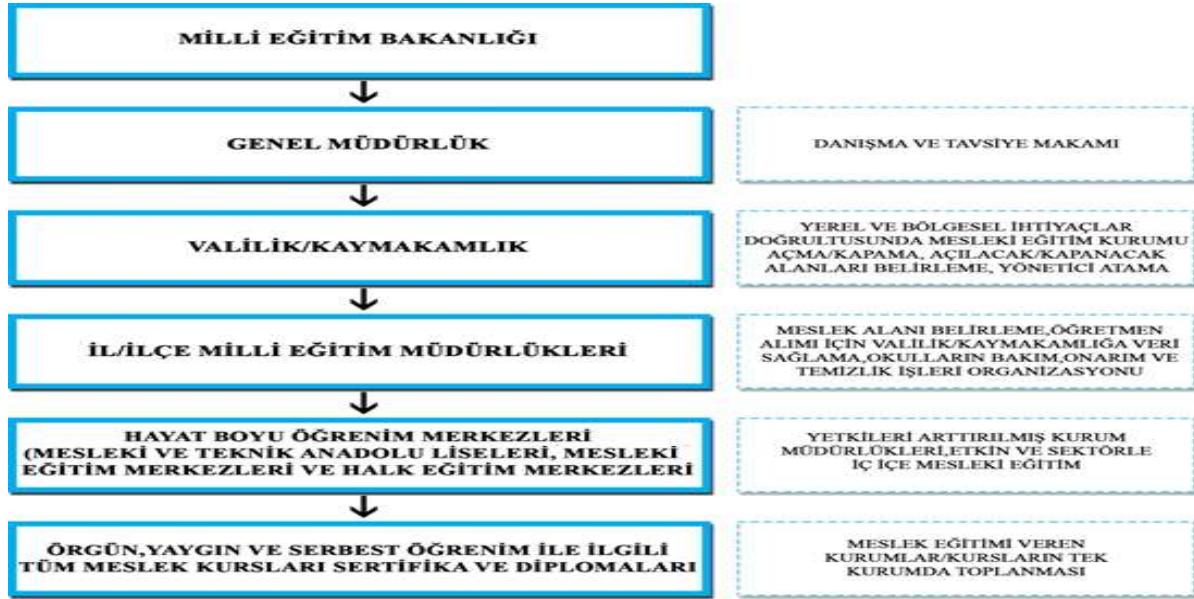 MİLLİ EĞİTİM BAKANLIĞI
GENEL MÜDÜRLÜK
DANIŞMA VE TAVSİYE MAKAMI
VALİLİK/KAYMAKAMLIK
YEREL VE BÖLGESEL İHTİYAÇLAR
DOĞRULTUSUNDA MESLEKİ EĞİTİM KURUMU
AÇMA/KAPAMA, AÇILACAK/KAPANACAK
ALANLARI BELİRLEME, YÖNETİCİ ATAMA
İL/İLÇE MİLLİ EĞİTİM MÜDÜRLÜKLERİ
MESLEK ALANI BELİRLEME,ÖĞRETMEN
ALIMI İÇİN VALİLİK/KAYMAKAMLIĞA VERİ
SAĞLAMA,OKULLARIN BAKIM,ONARIM VE
TEMİZLİK İŞLERİ ORGANİZASYONU
HAYAT BOYU ÖĞRENİM MERKEZLERİ
(MESLEKİ VE TEKNİK ANADOLU LİSELERİ, MESLEKİ
EĞİTİM MERKEZLERİ VE HALK EĞİTİM MERKEZLERİ
YETKİLERİ ARTTIRILMIŞ KURUM
MÜDÜRLÜKLERİ,ETKİN VE SEKTÖRLE
İÇ İÇE MESLEKİ EĞİTİM
ÖRGÜN,YAYGIN VE SERBEST ÖĞRENİM İLE İLGİLİ
TÜM MESLEK KURSLARI SERTİFİKA VE DİPLOMALARI
MESLEK EĞİTİMİ VEREN
KURUMLAR/KURSLARIN TEK
KURUMDA TOPLANMASI